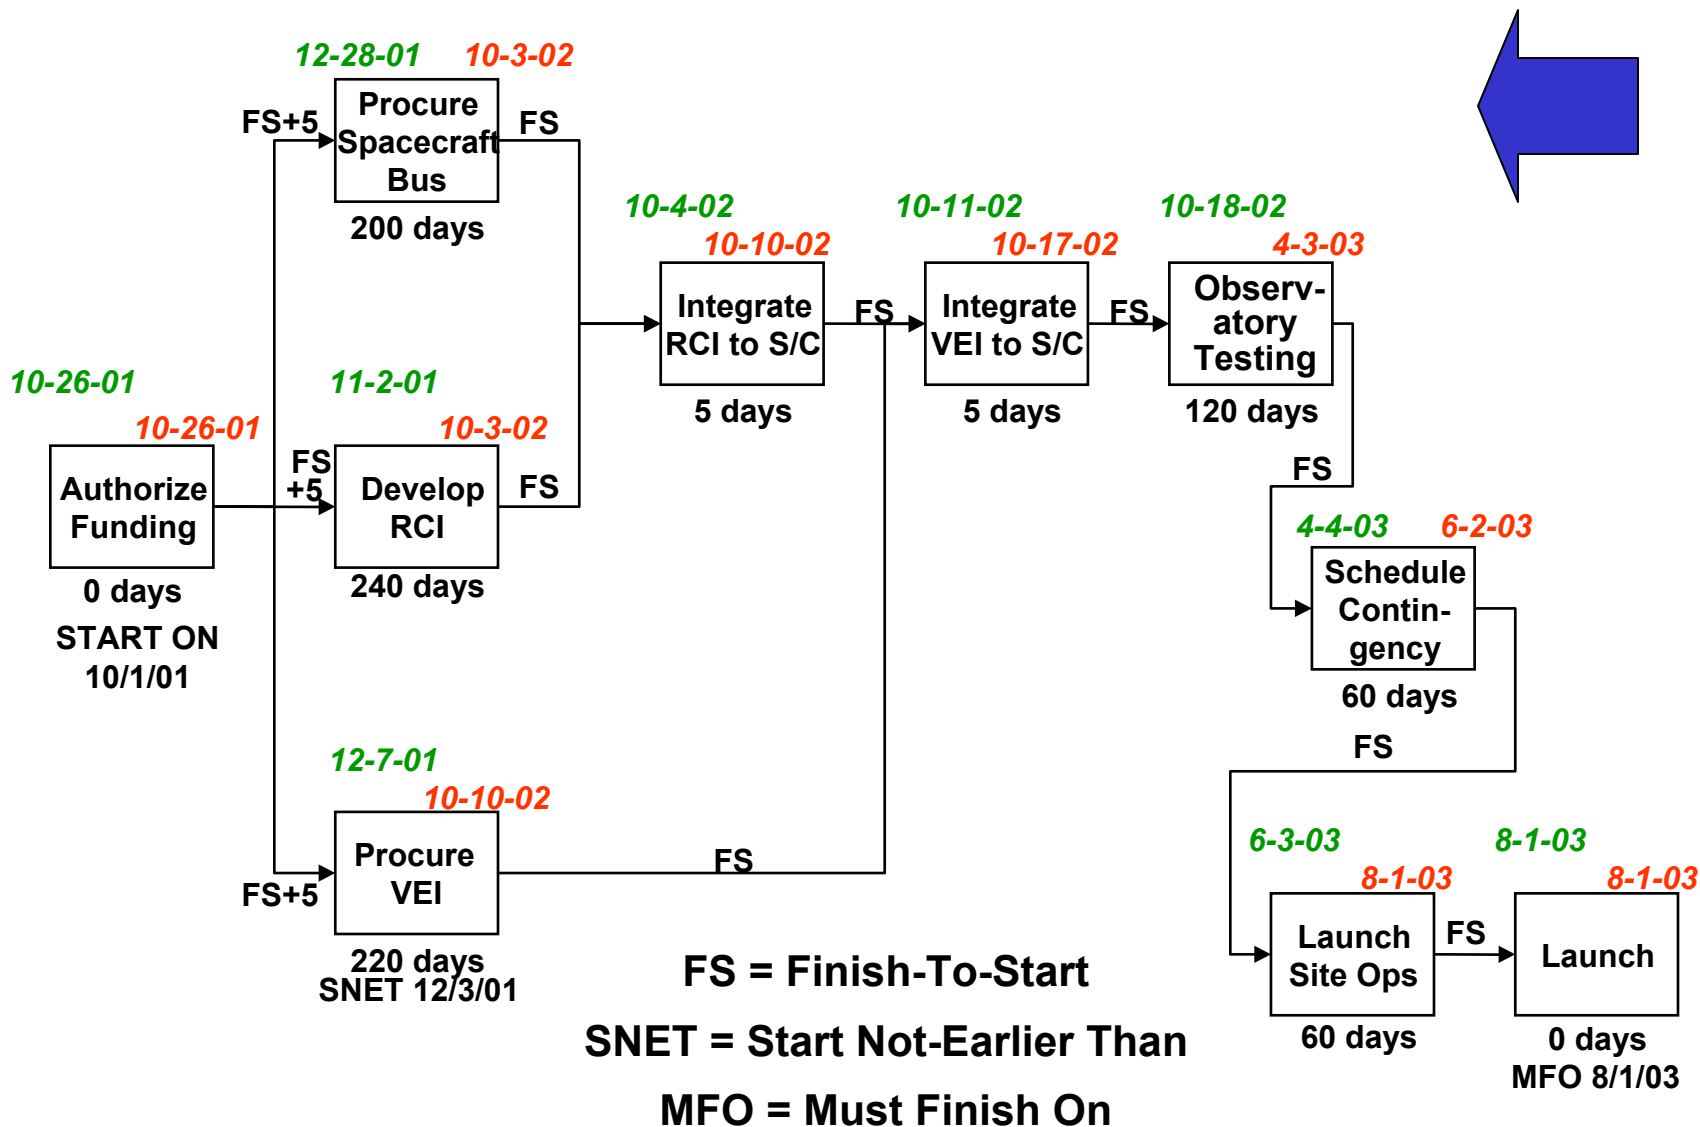 12-28-01 10-3-02
FS+5
Procure
Spacecraft
Bus
FS
200 days
10-4-02
10-10-02
Integrate
RCI to S/C
FS
5 days
10-11-02
10-17-02
Integrate
VEI to S/C
FS
5 days
10-18-02
4-3-03
Observ-
atory
Testing
120 days
10-26-01
10-26-01
Authorize
Funding
0 days
START ON
10/1/01
11-2-01
10-3-02
FS
+5
Develop
RCI
FS
240 days
FS
4-4-03 6-2-03
Schedule
Contin-
gency
60 days
FS
12-7-01
10-10-02
FS+5
Procure
VEI
FS
220 days
SNET 12/3/01
6-3-03
8-1-03
Launch
Site Ops
FS
60 days
8-1-03
8-1-03
Launch
0 days
MFO 8/1/03
FS = Finish-To-Start
SNET = Start Not-Earlier Than
MFO = Must Finish On